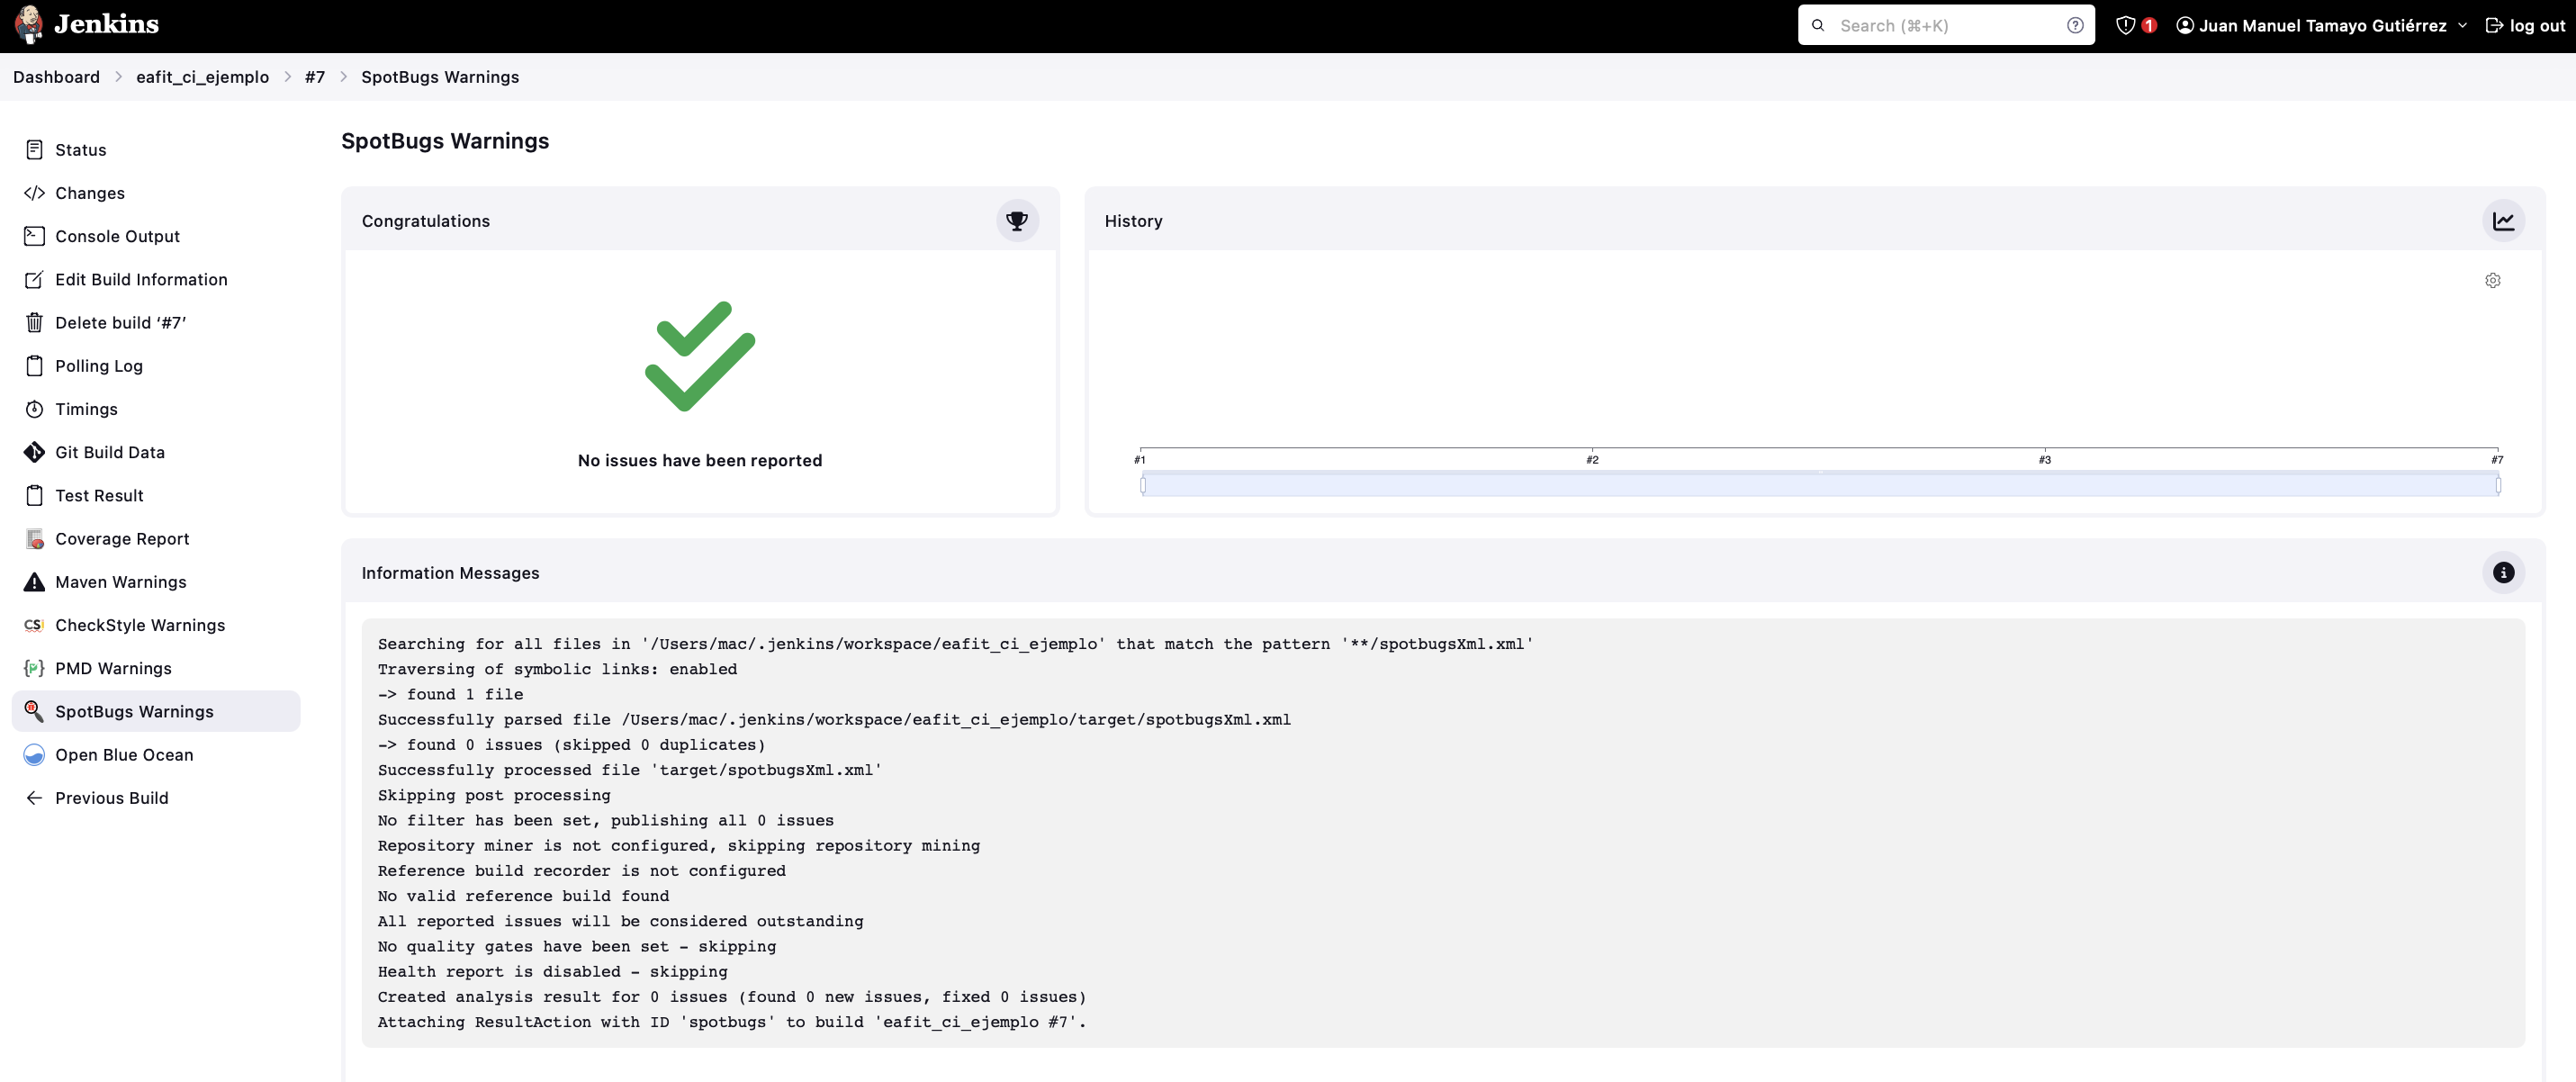 Jenkins
Search (⌘+K)
1
Juan Manuel Tamayo Gutiérrez
log out
Dashboard
eafit_ci_ejemplo
#7
SpotBugs Warnings
Status
Changes
Console Output
Edit Build Information
Delete build ‘#7’
Polling Log
Timings
Git Build Data
Test Result
Coverage Report
Maven Warnings
CheckStyle Warnings
PMD Warnings
SpotBugs Warnings
Open Blue Ocean
Previous Build
SpotBugs Warnings
Congratulations
No issues have been reported
History
#1
#2
#3
#7
Information Messages
Searching for all files in '/Users/mac/.jenkins/workspace/eafit_ci_ejemplo' that match the pattern '**/spotbugsXml.xml'
Traversing of symbolic links: enabled
-> found 1 file
Successfully parsed file /Users/mac/.jenkins/workspace/eafit_ci_ejemplo/target/spotbugsXml.xml
-> found 0 issues (skipped 0 duplicates)
Successfully processed file 'target/spotbugsXml.xml'
Skipping post processing
No filter has been set, publishing all 0 issues
Repository miner is not configured, skipping repository mining
Reference build recorder is not configured
No valid reference build found
All reported issues will be considered outstanding
No quality gates have been set - skipping
Health report is disabled - skipping
Created analysis result for 0 issues (found 0 new issues, fixed 0 issues)
Attaching ResultAction with ID 'spotbugs' to build 'eafit_ci_ejemplo #7'.